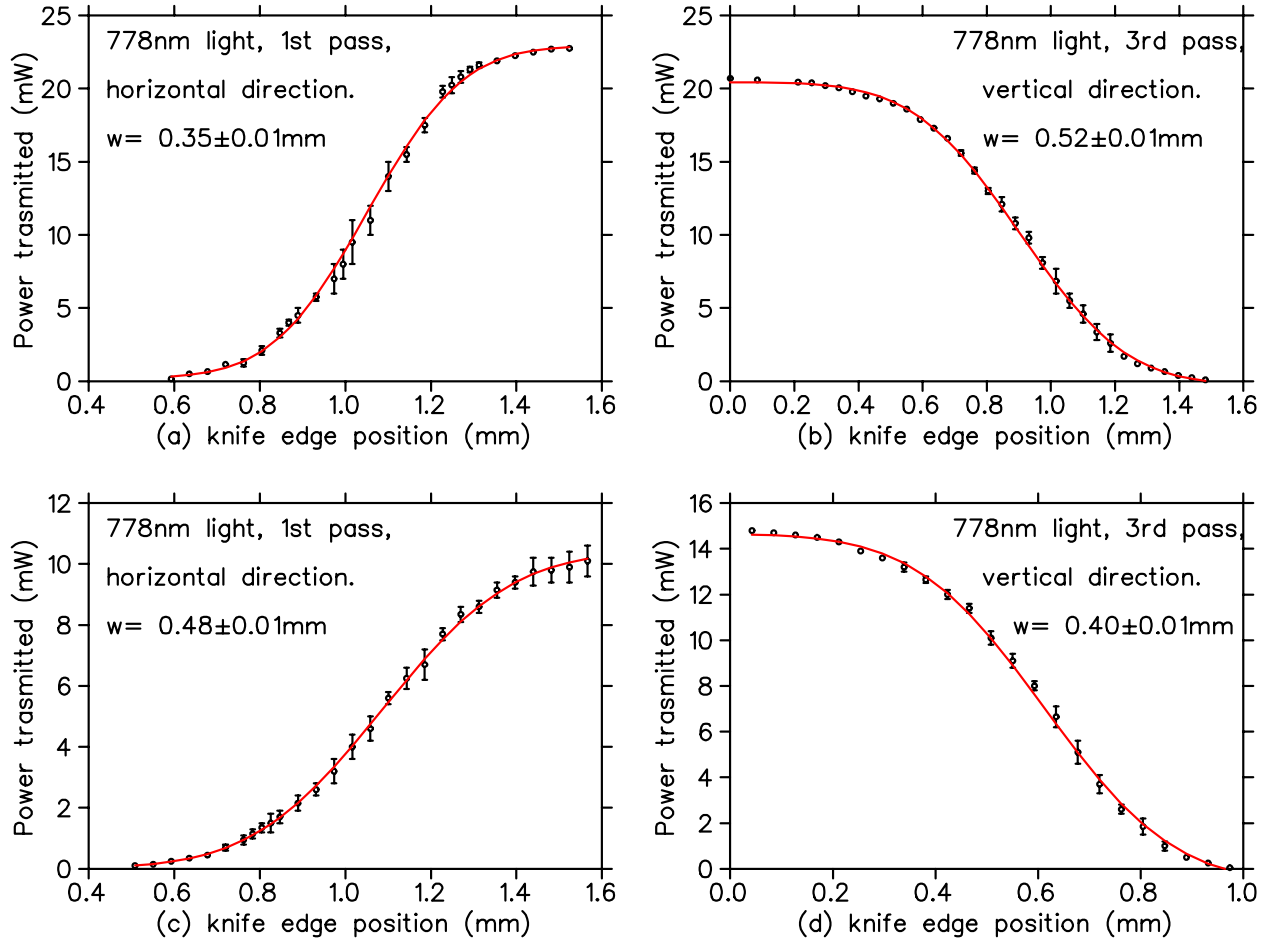 25
20
15
10
5
0
Power trasmitted (mW)
778nm light, 1st pass,
horizontal direction.
w= 0.35±0.01mm
0.4 0.6 0.8 1.0 1.2 1.4 1.6
(a) knife edge position (mm)
25
20
15
10
5
0
Power trasmitted (mW)
778nm light, 3rd pass,
vertical direction.
w= 0.52±0.01mm
0.0 0.2 0.4 0.6 0.8 1.0 1.2 1.4 1.6
(b) knife edge position (mm)
12
10
8
6
4
2
0
Power trasmitted (mW)
778nm light, 1st pass,
horizontal direction.
w= 0.48±0.01mm
0.4 0.6 0.8 1.0 1.2 1.4 1.6
(c) knife edge position (mm)
16
14
12
10
8
6
4
2
0
Power trasmitted (mW)
778nm light, 3rd pass,
vertical direction.
w= 0.40±0.01mm
0.0 0.2 0.4 0.6 0.8 1.0
(d) knife edge position (mm)